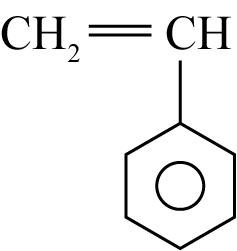 CH₂ = CH